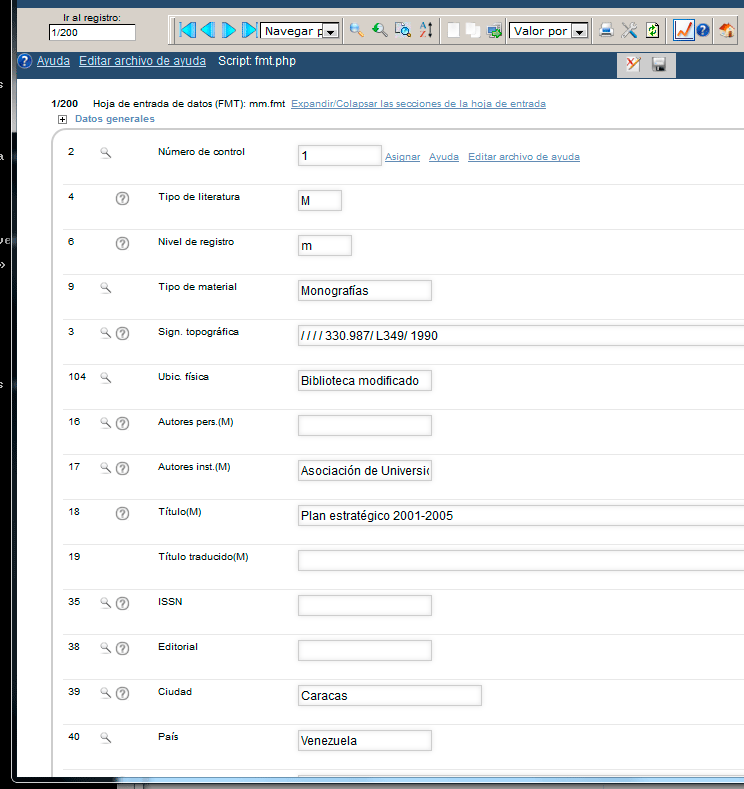 Ir al registro:
1/200
Navegar p
Valor por
Ayuda Editar archivo de ayuda Script: fmt.php
1/200 Hoja de entrada de datos (FMT): mm.fmt Expandir/Colapsar las secciones de la hoja de entrada
Datos generales
2 Número de control 1 Asignar Ayuda Editar archivo de ayuda
4 Tipo de literatura M
6 Nivel de registro m
9 Tipo de material Monografías
3 Sign. topográfica / / / / 330.987/ L349/ 1990
104 Ubic. física Biblioteca modificado
16 Autores pers.(M)
17 Autores inst.(M) Asociación de Universi
18 Título(M) Plan estratégico 2001-2005
19 Título traducido(M)
35 ISSN
38 Editorial
39 Ciudad Caracas
40 País Venezuela